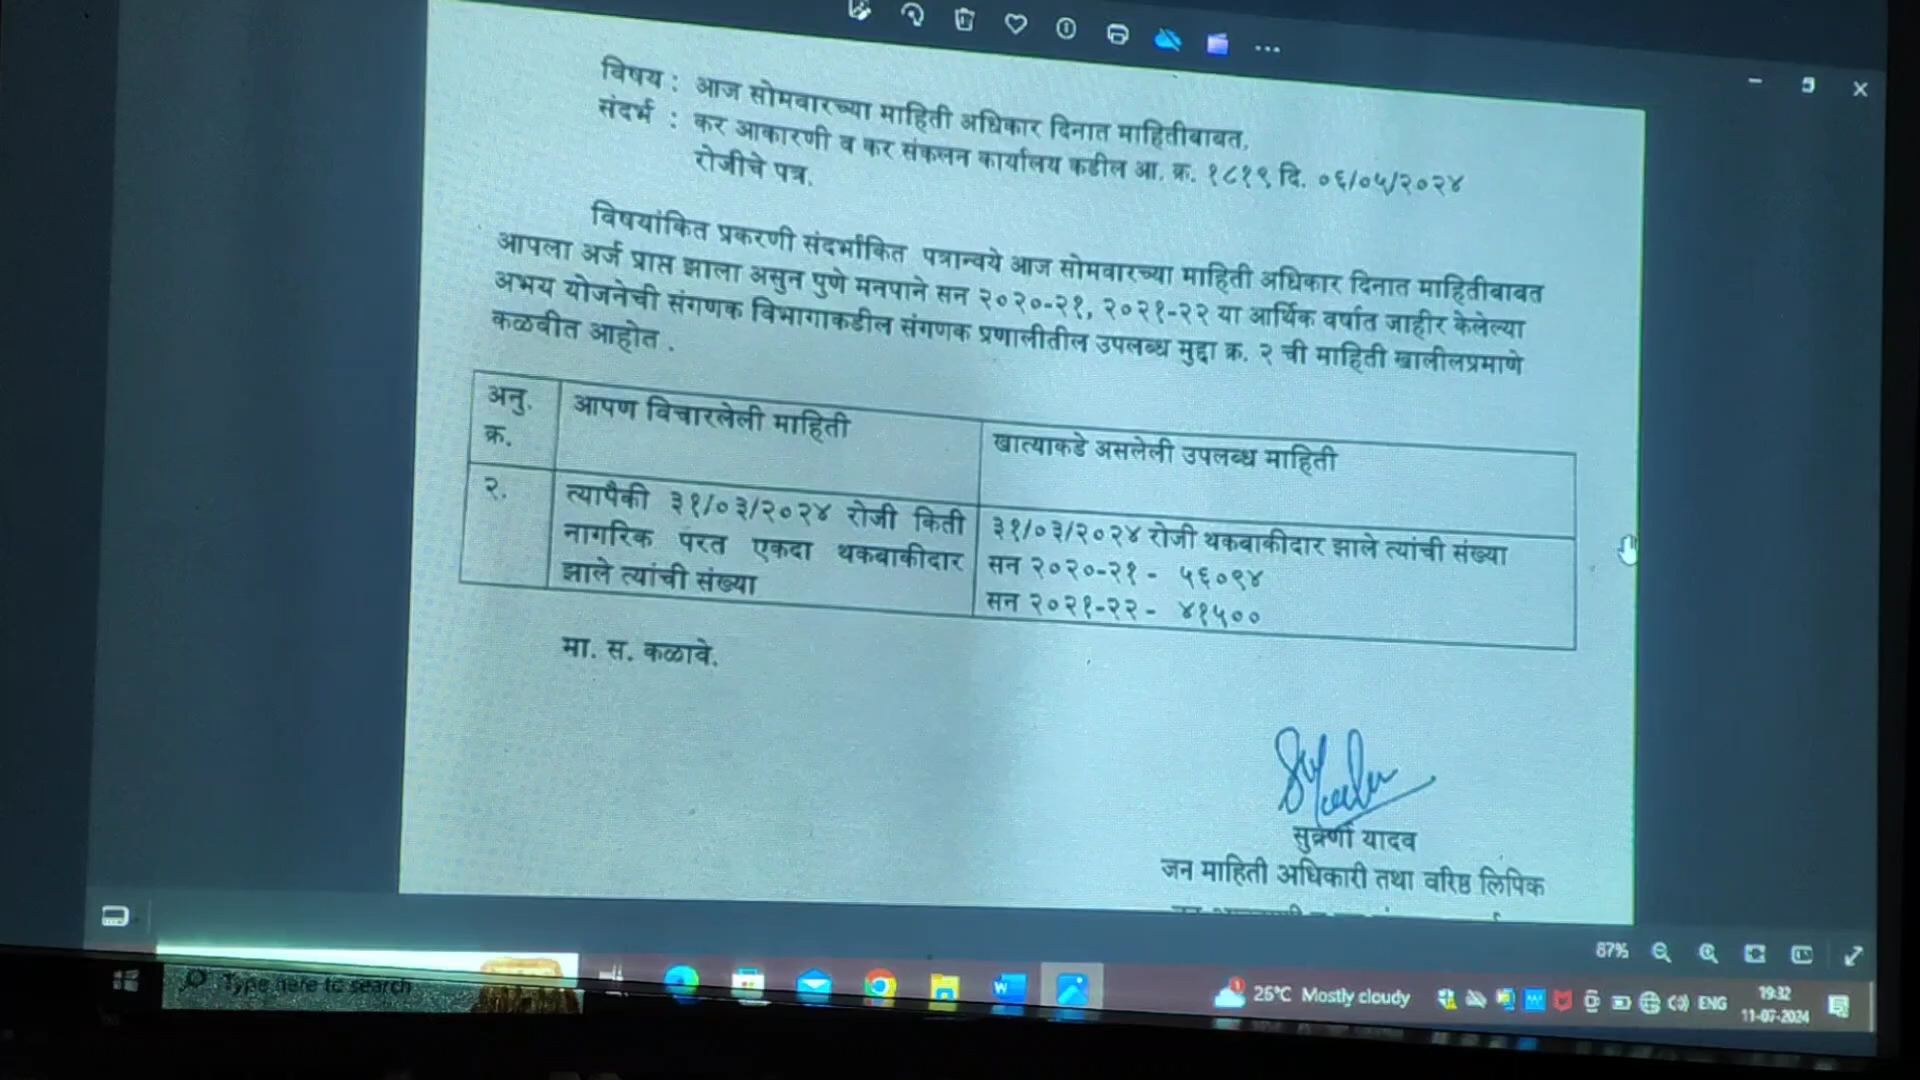 विषय : आज सोमवारच्या माहिती अधिकार दिनात माहितीबाबत.
संदर्भ : कर आकारणी व कर संकलन कार्यालय कडील आ. क्र. १८१९ दि. ०६/०५/२०२४
रोजीचे पत्र.
विषयांकित प्रकरणी संदर्भांकित पत्रान्वये आज सोमवारच्या माहिती अधिकार दिनात माहितीबाबत
आपला अर्ज प्राप्त झाला असुन पुणे मनपाने सन २०२०-२१, २०२१-२२ या आर्थिक वर्षात जाहीर केलेल्या
अभय योजनेची संगणक विभागाकडील संगणक प्रणालीतील उपलब्ध मुद्दा क्र. २ ची माहिती खालीलप्रमाणे
कळवीत आहोत .
अनु.
क्र.
आपण विचारलेली माहिती
खात्याकडे असलेली उपलब्ध माहिती
२.
त्यापैकी ३१/०३/२०२४ रोजी किती
नागरिक परत एकदा थकबाकीदार
झाले त्यांची संख्या
३१/०३/२०२४ रोजी थकबाकीदार झाले त्यांची संख्या
सन २०२०-२१ - ५६०९४
सन २०२१-२२ - ४१५००
मा. स. कळावे.
सुवर्णा यादव
जन माहिती अधिकारी तथा वरिष्ठ लिपिक
87%
Type here to search
25°C Mostly cloudy
ENG
19:32
11-07-2024